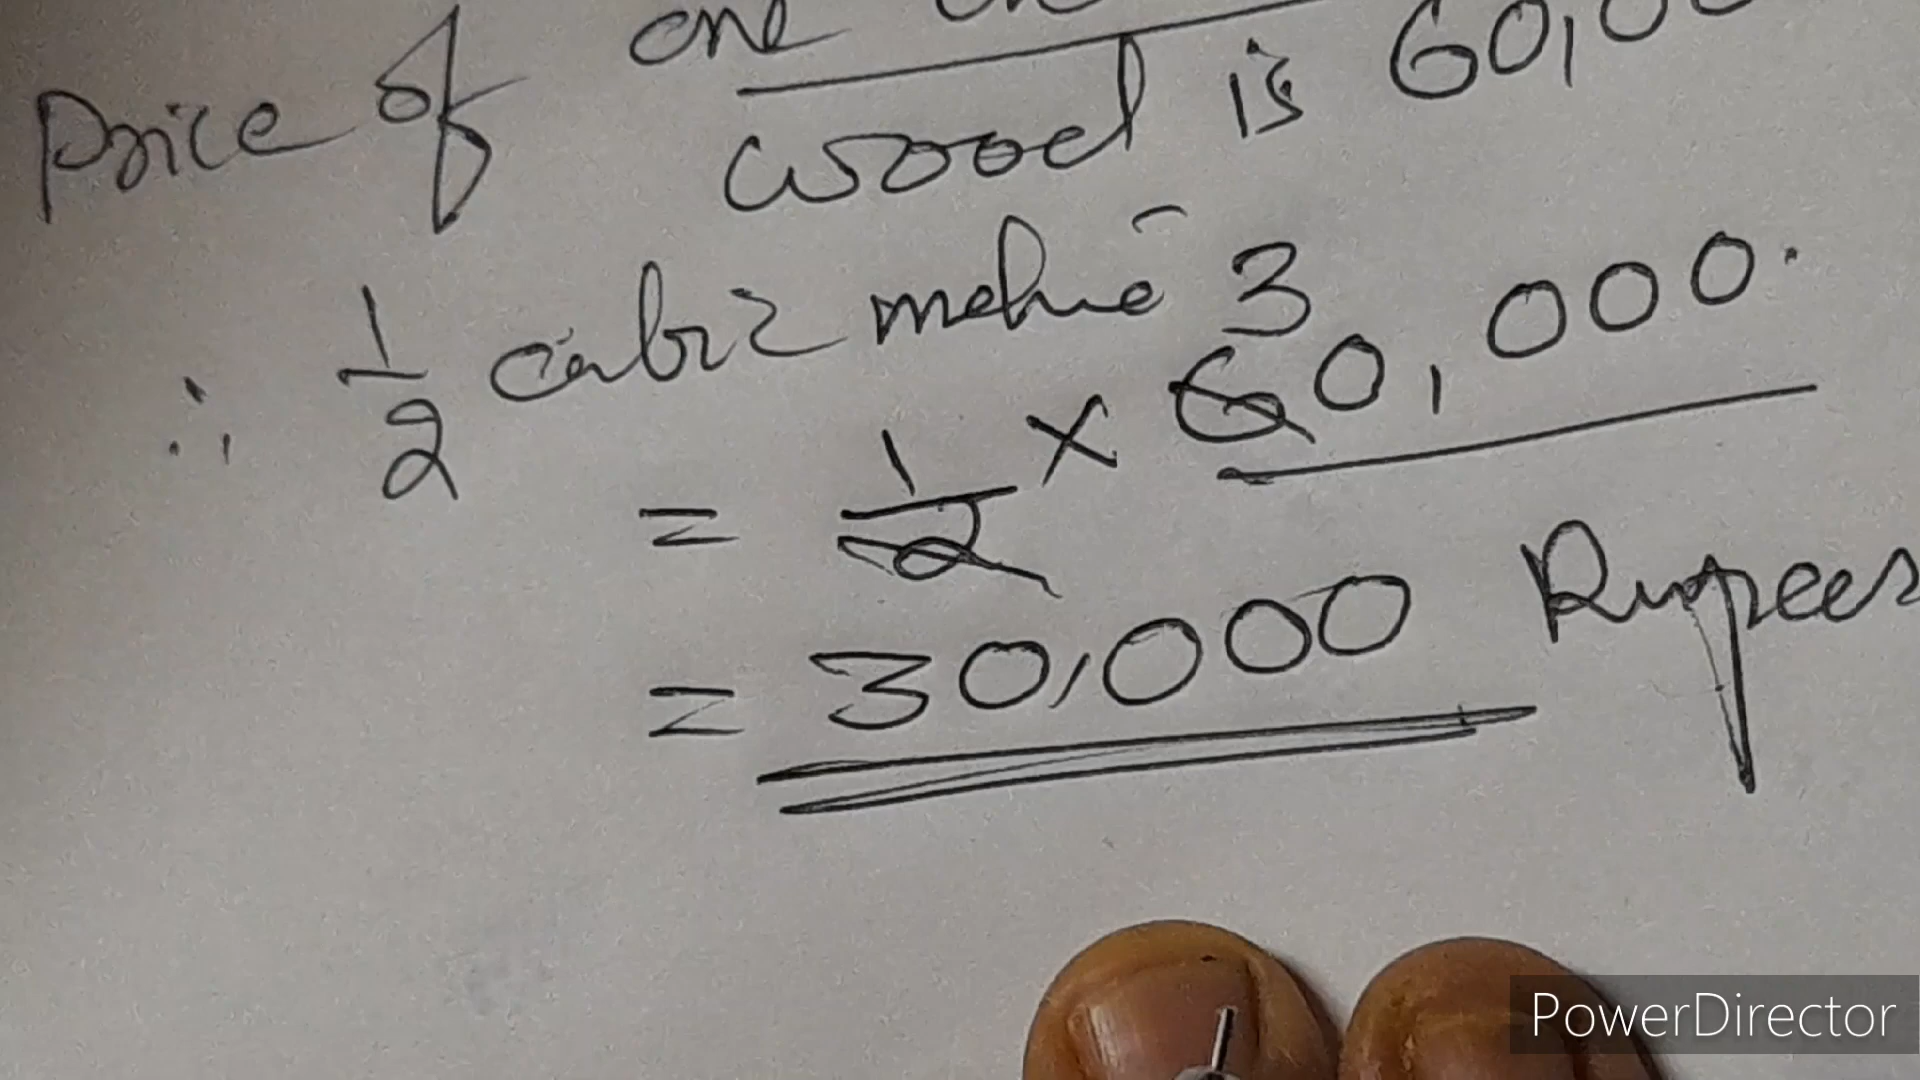 Price of one
wood is 60,00
∴ 1/2 cubic metre
3
= 1/2 × 60,000.
= 30,000 Rupees
PowerDirector